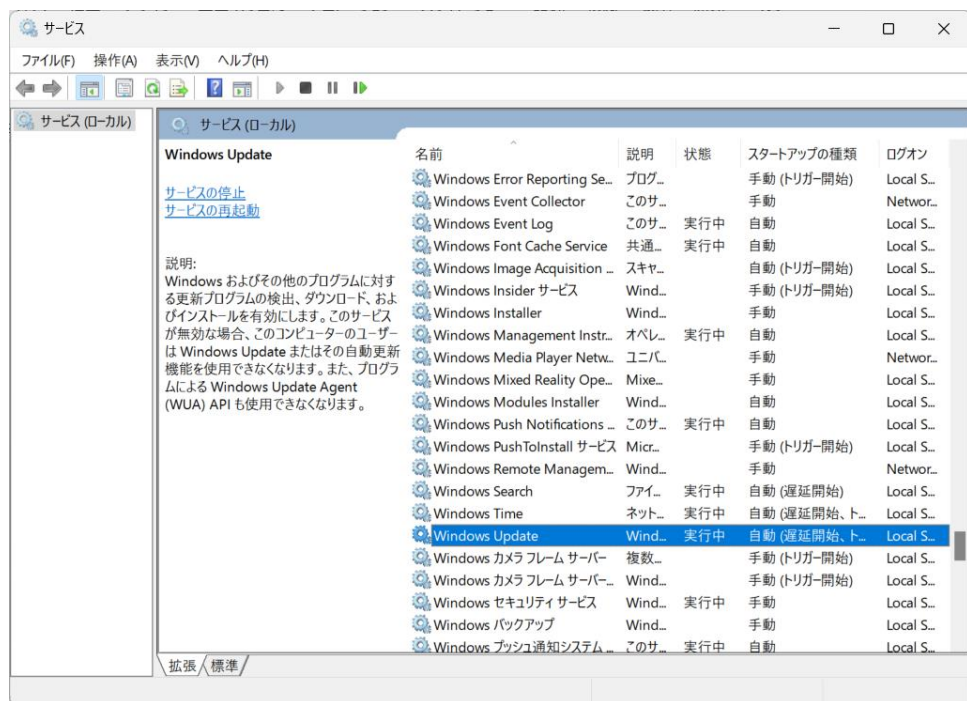 サービス
ファイル(F) 操作(A) 表示(V) ヘルプ(H)
サービス (ローカル)
サービス (ローカル)
Windows Update
サービスの停止
サービスの再起動
説明:
Windows およびその他のプログラムに対す
る更新プログラムの検出、ダウンロード、およ
びインストールを有効にします。このサービス
が無効な場合、このコンピューターのユーザー
は Windows Update またはその自動更新
機能を使用できなくなります。また、プログラ
ムによる Windows Update Agent
(WUA) API も使用できなくなります。
名前 説明 状態 スタートアップの種類 ログオン
Windows Error Reporting Se... プログ... 手動 (トリガー開始) Local S...
Windows Event Collector このサ... 手動 Networ...
Windows Event Log このサ... 実行中 自動 Local S...
Windows Font Cache Service 共通... 実行中 自動 Local S...
Windows Image Acquisition ... スキャ... 自動 (トリガー開始) Local S...
Windows Insider サービス Wind... 手動 (トリガー開始) Local S...
Windows Installer Wind... 手動 Local S...
Windows Management Instr... オペレ... 実行中 自動 Local S...
Windows Media Player Netw... ユニバ... 手動 Networ...
Windows Mixed Reality Ope... Mixe... 手動 Local S...
Windows Modules Installer Wind... 自動 Local S...
Windows Push Notifications ... このサ... 実行中 自動 Local S...
Windows PushToInstall サービス Micr... 手動 (トリガー開始) Local S...
Windows Remote Managem... Wind... 手動 Networ...
Windows Search ファイ... 実行中 自動 (遅延開始) Local S...
Windows Time ネット... 実行中 自動 (遅延開始、ト... Local S...
Windows Update Wind... 実行中 自動 (遅延開始、ト... Local S...
Windows カメラ フレーム サーバー 複数... 手動 (トリガー開始) Local S...
Windows カメラ フレーム サーバー... Wind... 手動 (トリガー開始) Local S...
Windows セキュリティ サービス Wind... 実行中 手動 Local S...
Windows バックアップ Wind... 手動 Local S...
Windows プッシュ通知システム ... このサ... 実行中 自動 Local S...
拡張 標準